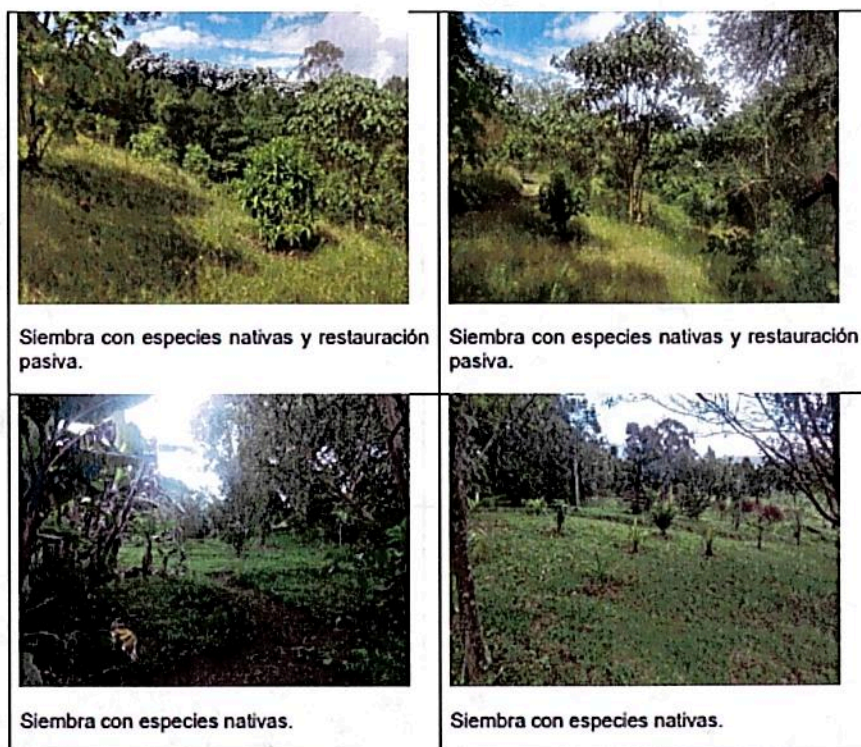 Siembra con especies nativas y restauración
pasiva.
Siembra con especies nativas y restauración
pasiva.
Siembra con especies nativas.
Siembra con especies nativas.